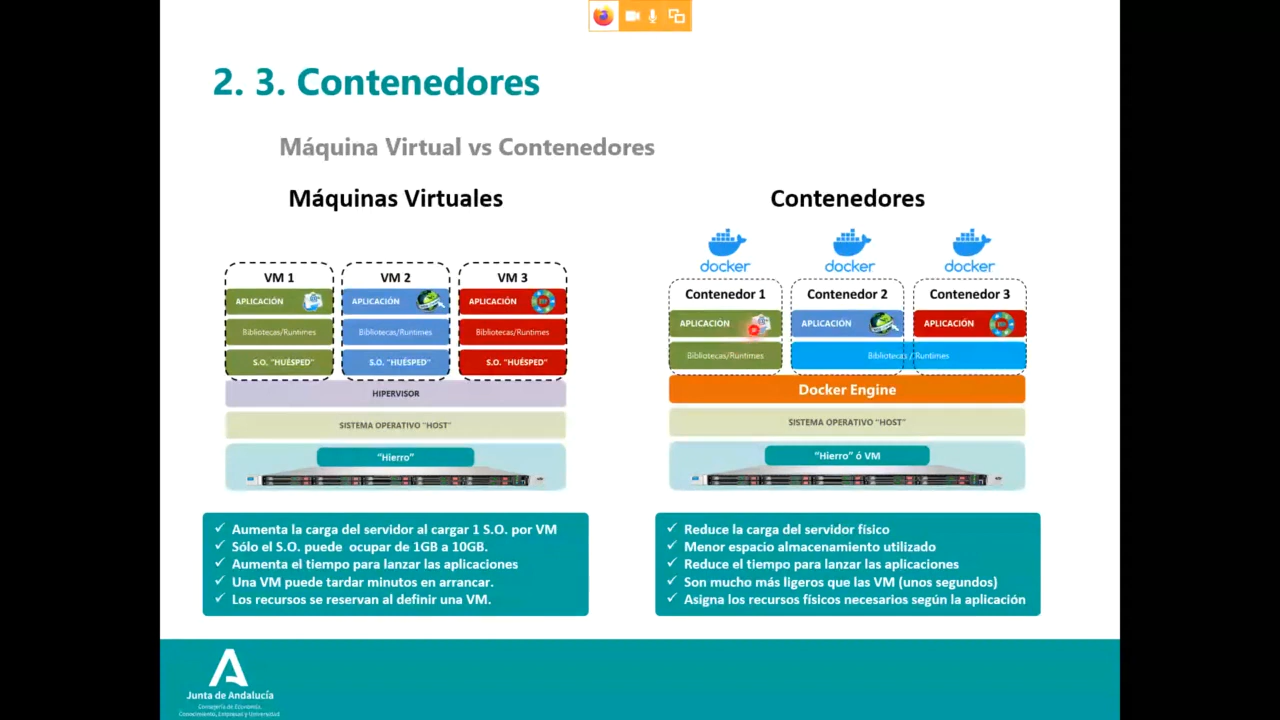 2. 3. Contenedores
Máquina Virtual vs Contenedores
Máquinas Virtuales
VM 1
VM 2
VM 3
APLICACIÓN
APLICACIÓN
APLICACIÓN
Bibliotecas/Runtimes
Bibliotecas/Runtimes
Bibliotecas/Runtimes
S.O. "HUÉSPED"
S.O. "HUÉSPED"
S.O. "HUÉSPED"
HIPERVISOR
SISTEMA OPERATIVO "HOST"
"Hierro"
Aumenta la carga del servidor al cargar 1 S.O. por VM
Sólo el S.O. puede ocupar de 1GB a 10GB.
Aumenta el tiempo para lanzar las aplicaciones
Una VM puede tardar minutos en arrancar.
Los recursos se reservan al definir una VM.
Contenedores
docker
docker
docker
Contenedor 1
Contenedor 2
Contenedor 3
APLICACIÓN
APLICACIÓN
APLICACIÓN
Bibliotecas/Runtimes
Bibliotecas / Runtimes
Docker Engine
SISTEMA OPERATIVO "HOST"
"Hierro" ó VM
Reduce la carga del servidor físico
Menor espacio almacenamiento utilizado
Reduce el tiempo para lanzar las aplicaciones
Son mucho más ligeros que las VM (unos segundos)
Asigna los recursos físicos necesarios según la aplicación
Junta de Andalucía
Consejería de Economía,
Conocimiento, Empresas y Universidad